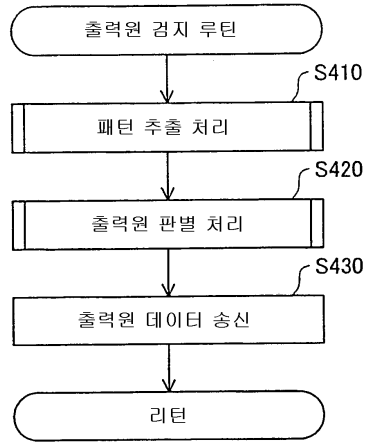 출력원 검지 루틴
S410
패턴 추출 처리
S420
출력원 판별 처리
S430
출력원 데이터 송신
리턴